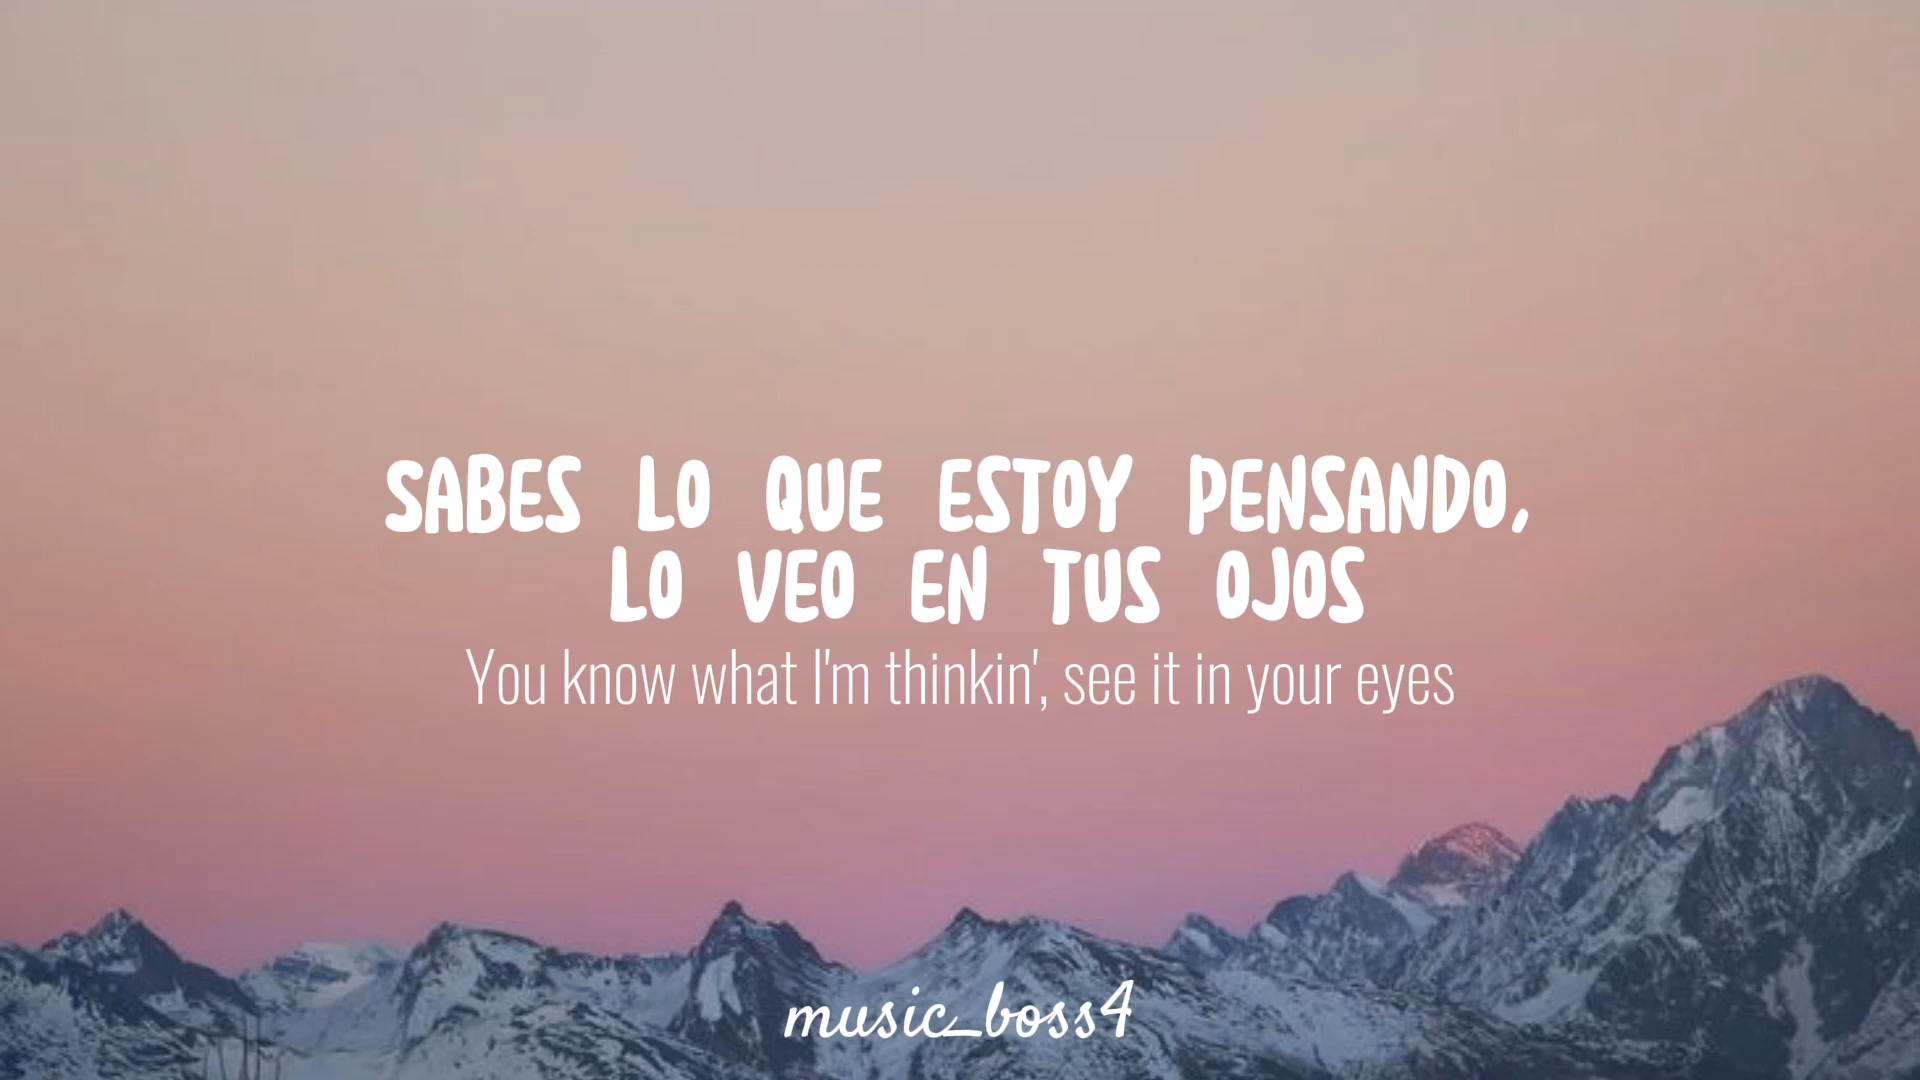 SABES LO QUE ESTOY PENSANDO,
LO VEO EN TUS OJOS
You know what I'm thinkin', see it in your eyes
music_boss4